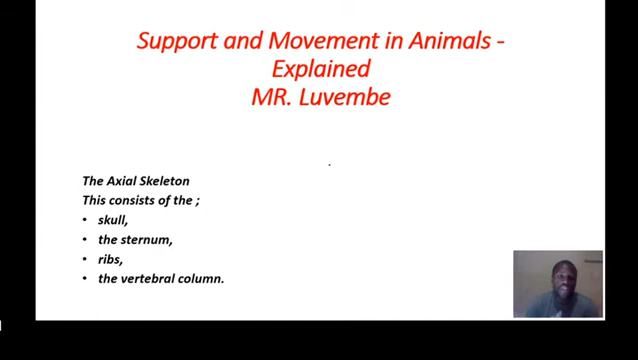 Support and Movement in Animals -
Explained
MR. Luvembe
The Axial Skeleton
This consists of the ;
• skull,
• the sternum,
• ribs,
• the vertebral column.